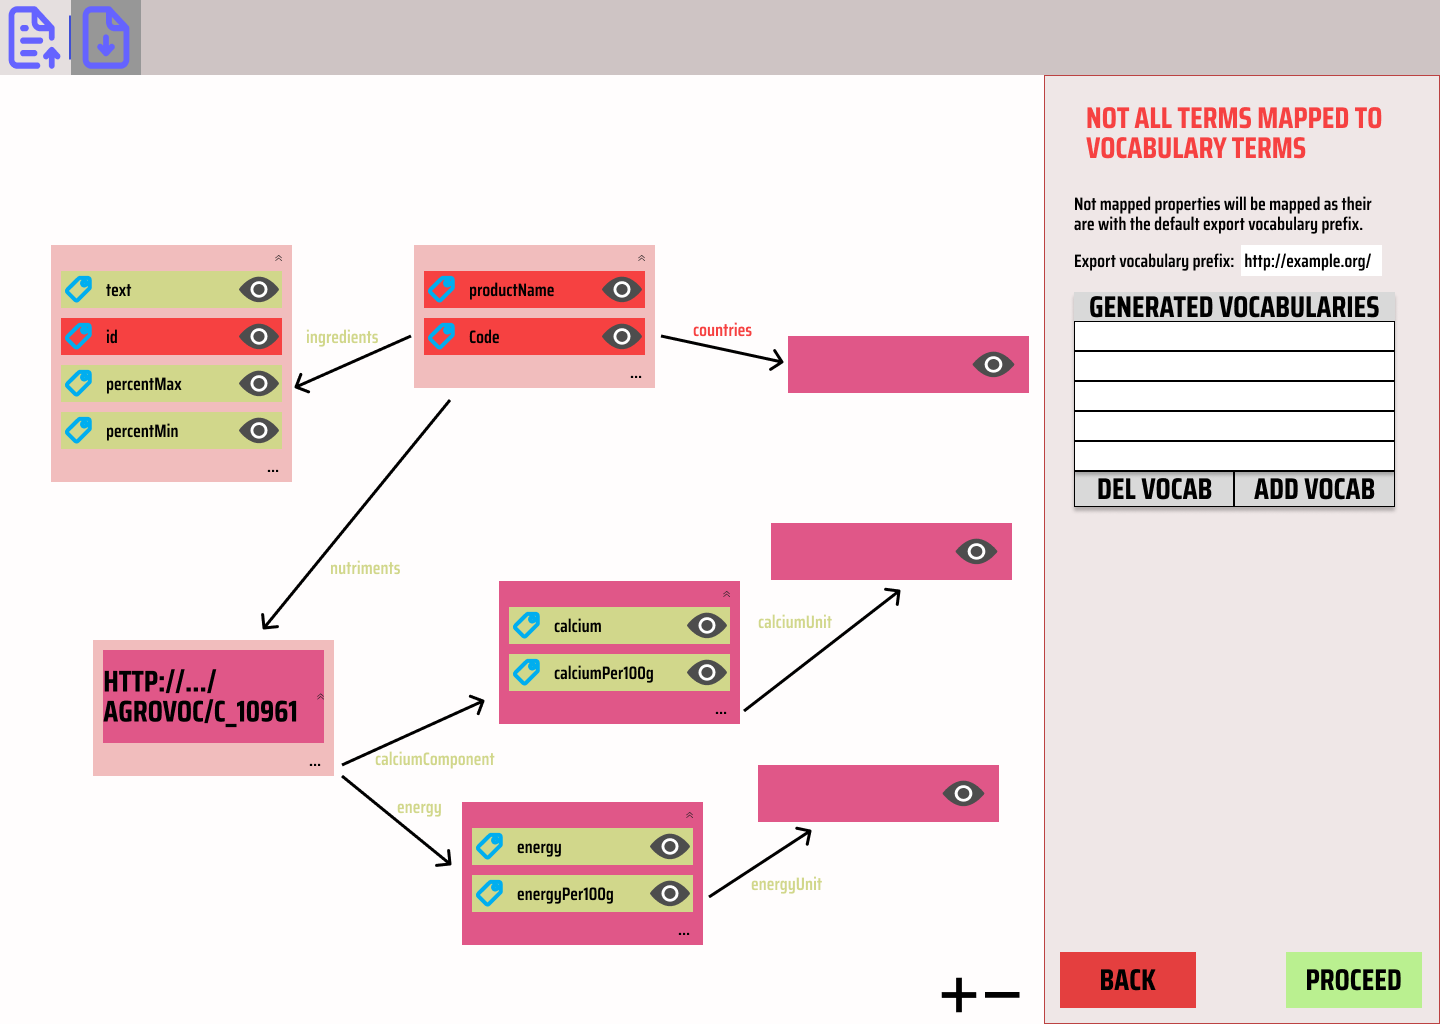 NOT ALL TERMS MAPPED TO
VOCABULARY TERMS
Not mapped properties will be mapped as their
are with the default export vocabulary prefix.
Export vocabulary prefix: http://example.org/
GENERATED VOCABULARIES
DEL VOCAB ADD VOCAB
BACK PROCEED
text
id
percentMax
percentMin
...
ingredients
productName
Code
...
countries
nutriments
HTTP://.../
AGROVOC/C_10961
...
calciumComponent
energy
calcium
calciumPer100g
...
calciumUnit
energy
energyPer100g
...
energyUnit
+ −